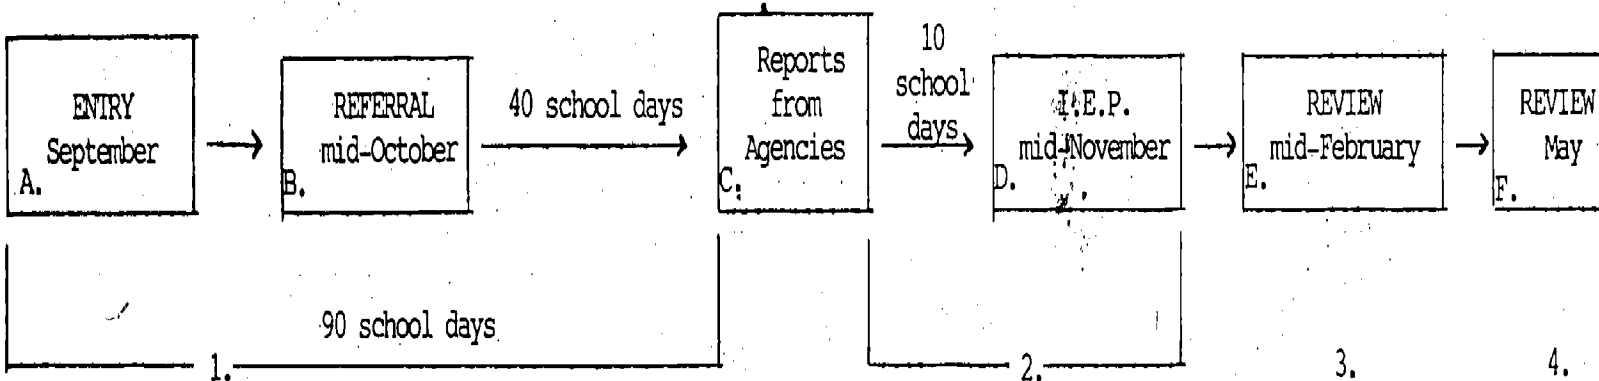 ENTRY
September
A.
REFERRAL
mid-October
B.
40 school days
Reports
from
Agencies
C.
10
school
days
I.E.P.
mid-November
D.
REVIEW
mid-February
E.
REVIEW
May
F.
90 school days
1.
2.
3.
4.